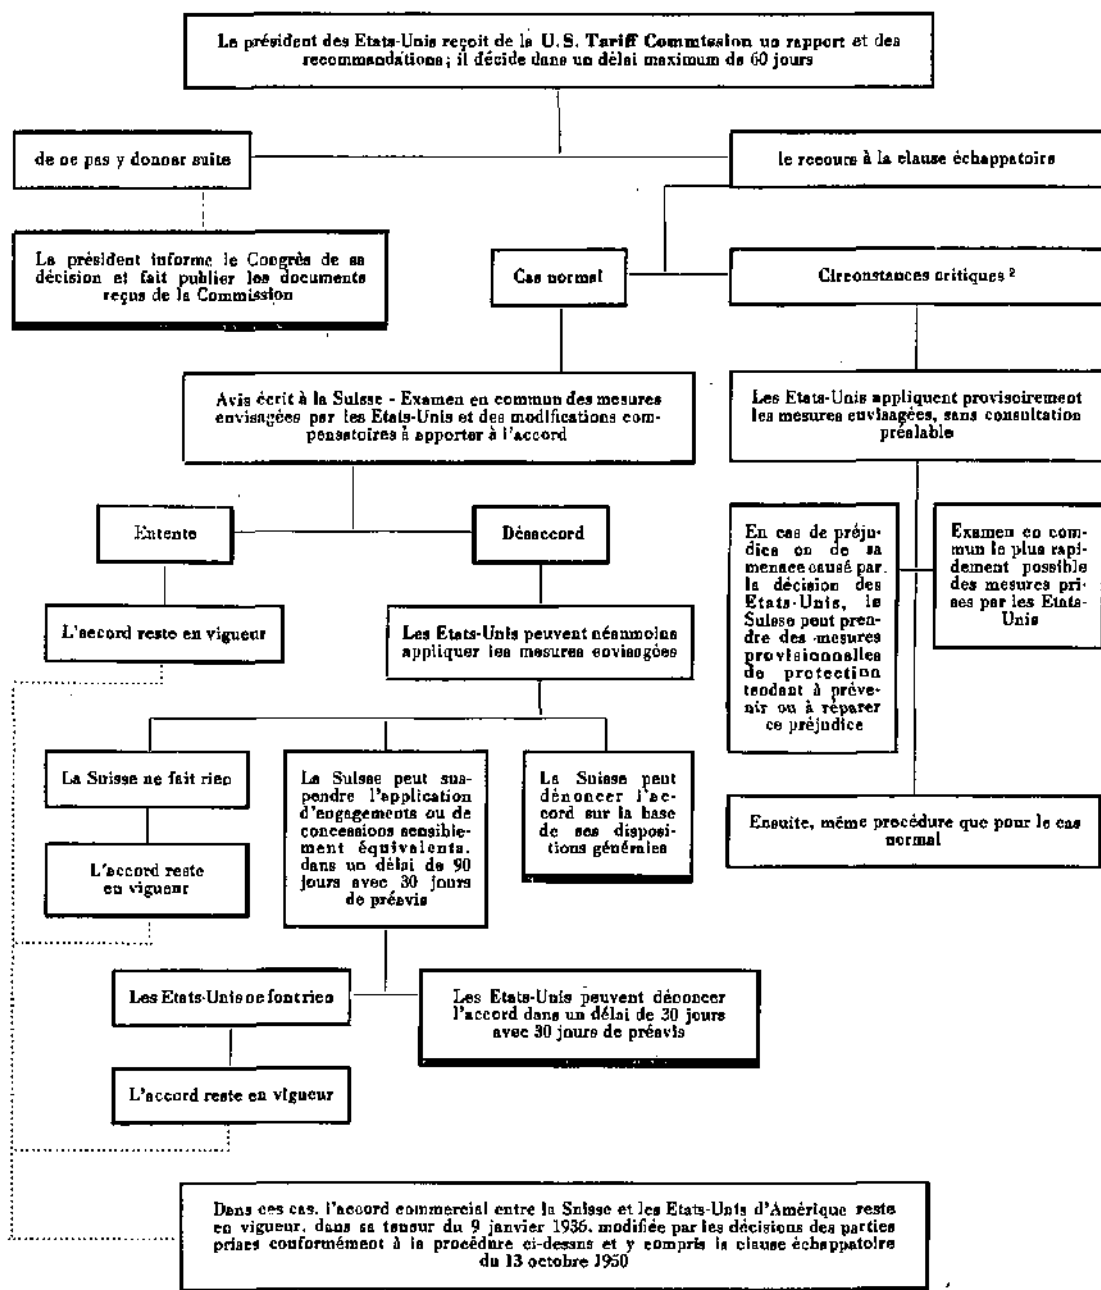 Le président des Etats-Unis reçoit de la U.S. Tariff Commission un rapport et des
recommandations; il décide dans un délai maximum de 60 jours
de ne pas y donner suite
le recours à la clause échappatoire
Le président informe le Congrès de sa
décision et fait publier les documents
reçus de la Commission
Cas normal
Circonstances critiques ²
Avis écrit à la Suisse - Examen en commun des mesures
envisagées par les Etats-Unis et des modifications com-
pensatoires à apporter à l'accord
Les Etats-Unis appliquent provisoirement
les mesures envisagées, sans consultation
préalable
Entente
Désaccord
En cas de préju-
dice ou de sa
menace causé par
la décision des
Etats-Unis, la
Suisse peut pren-
dre des mesures
provisionnelles
de protection
tendant à préve-
nir ou à réparer
ce préjudice
Examen en com-
mun le plus rapi-
dement possible
des mesures pri-
ses par les Etats-
Unis
L'accord reste en vigueur
Les Etats-Unis peuvent néanmoins
appliquer les mesures envisagées
La Suisse ne fait rien
La Suisse peut sus-
pendre l'application
d'engagements ou de
concessions sensible-
ment équivalents,
dans un délai de 90
jours avec 30 jours
de préavis
La Suisse peut
dénoncer l'ac-
cord sur la base
de ses disposi-
tions générales
Ensuite, même procédure que pour le cas
normal
L'accord reste
en vigueur
Les Etats-Unis ne font rien
Les Etats-Unis peuvent dénoncer
l'accord dans un délai de 30 jours
avec 30 jours de préavis
L'accord reste en vigueur
Dans ces cas, l'accord commercial entre la Suisse et les Etats-Unis d'Amérique reste
en vigueur, dans sa teneur du 9 janvier 1936, modifiée par les décisions des parties
prises conformément à la procédure ci-dessus et y compris la clause échappatoire
du 13 octobre 1950